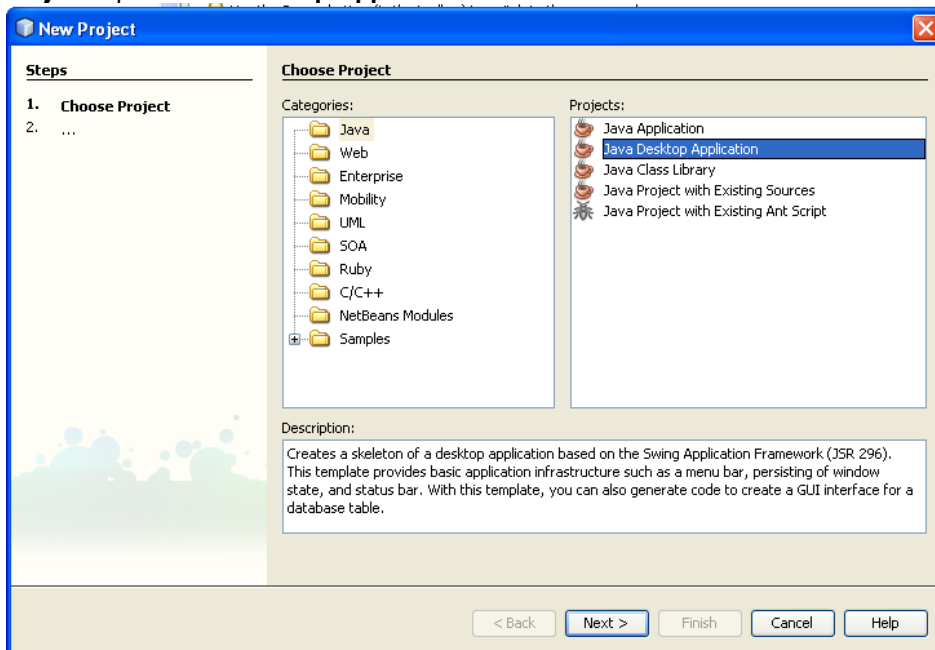 New Project
Steps
1. Choose Project
2. ...
Choose Project
Categories:
Java
Web
Enterprise
Mobility
UML
SOA
Ruby
C/C++
NetBeans Modules
Samples
Projects:
Java Application
Java Desktop Application
Java Class Library
Java Project with Existing Sources
Java Project with Existing Ant Script
Description:
Creates a skeleton of a desktop application based on the Swing Application Framework (JSR 296).
This template provides basic application infrastructure such as a menu bar, persisting of window
state, and status bar. With this template, you can also generate code to create a GUI interface for a
database table.
< Back Next > Finish Cancel Help